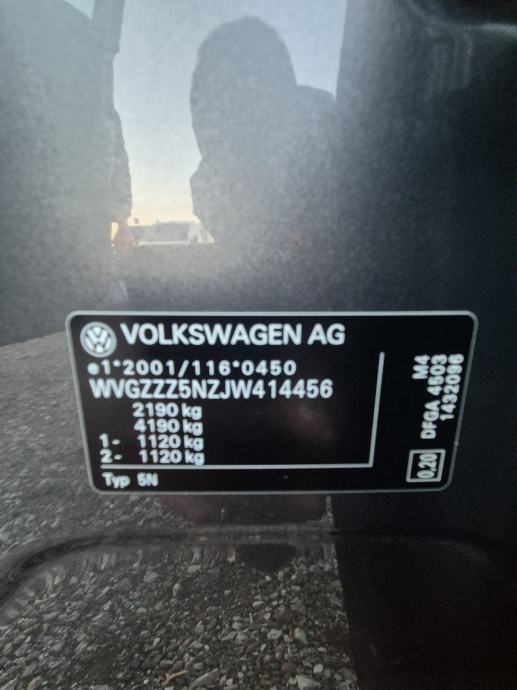 VOLKSWAGEN AG
e1*2001/116*0450
WVGZZZ5NZJW414456
2190 kg
4190 kg
1- 1120 kg
2- 1120 kg
Typ 5N
M4
DFGA 4503
1432096
0.20